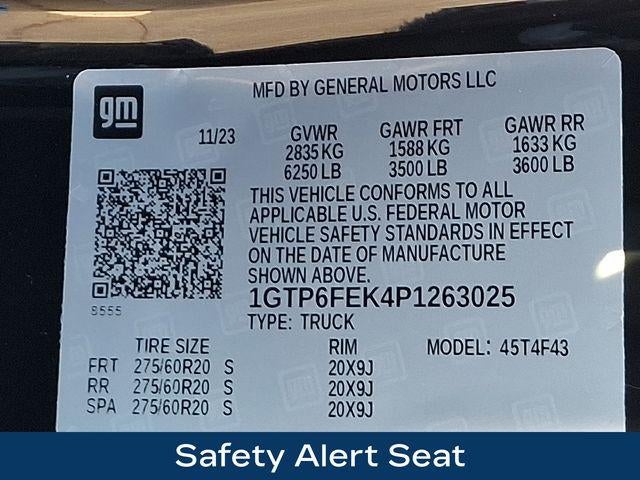 gm
MFD BY GENERAL MOTORS LLC
11/23
GVWR GAWR FRT GAWR RR
2835 KG 1588 KG 1633 KG
6250 LB 3500 LB 3600 LB
THIS VEHICLE CONFORMS TO ALL
APPLICABLE U.S. FEDERAL MOTOR
VEHICLE SAFETY STANDARDS IN EFFECT
ON THE DATE OF MANUFACTURE
SHOWN ABOVE.
8555
1GTP6FEK4P1263025
TYPE: TRUCK
TIRE SIZE RIM MODEL: 45T4F43
FRT 275/60R20 S 20X9J
RR 275/60R20 S 20X9J
SPA 275/60R20 S 20X9J
Safety Alert Seat